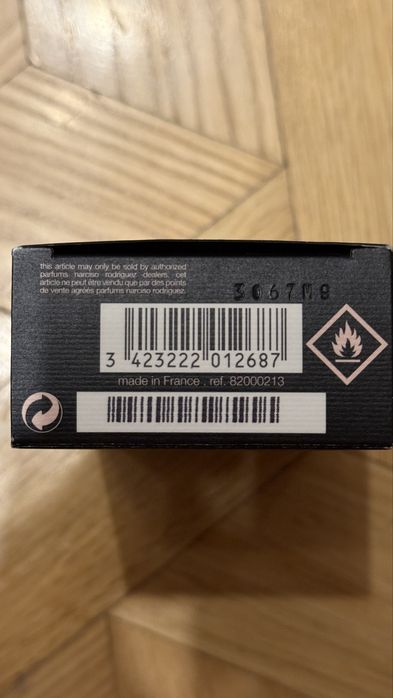 this article may only be sold by authorized
parfums narciso rodriguez dealers. cet
article ne peut être vendu que par des points
de vente agréés parfums narciso rodriguez.
3067M8
3 423222 012687
made in France . ref. 82000213